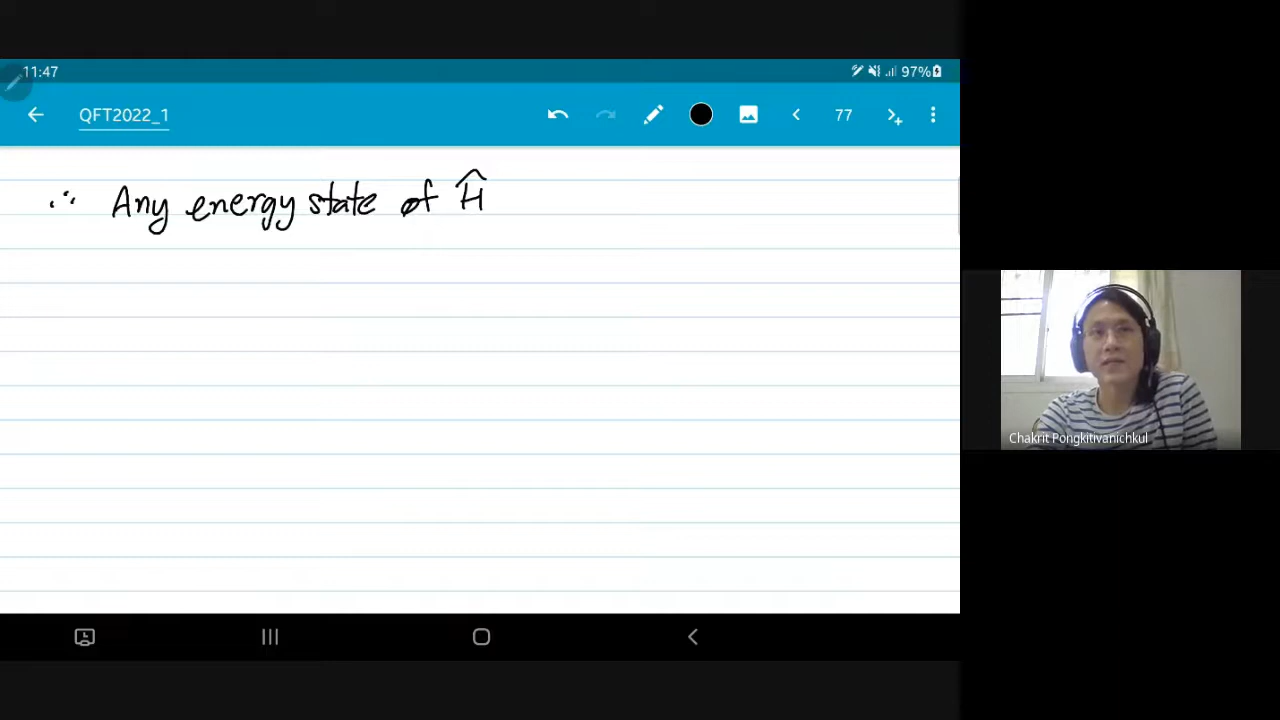 11:47
97%
QFT2022_1
77
∴ Any energy state of Ĥ
Chakrit Pongkitivanichkul